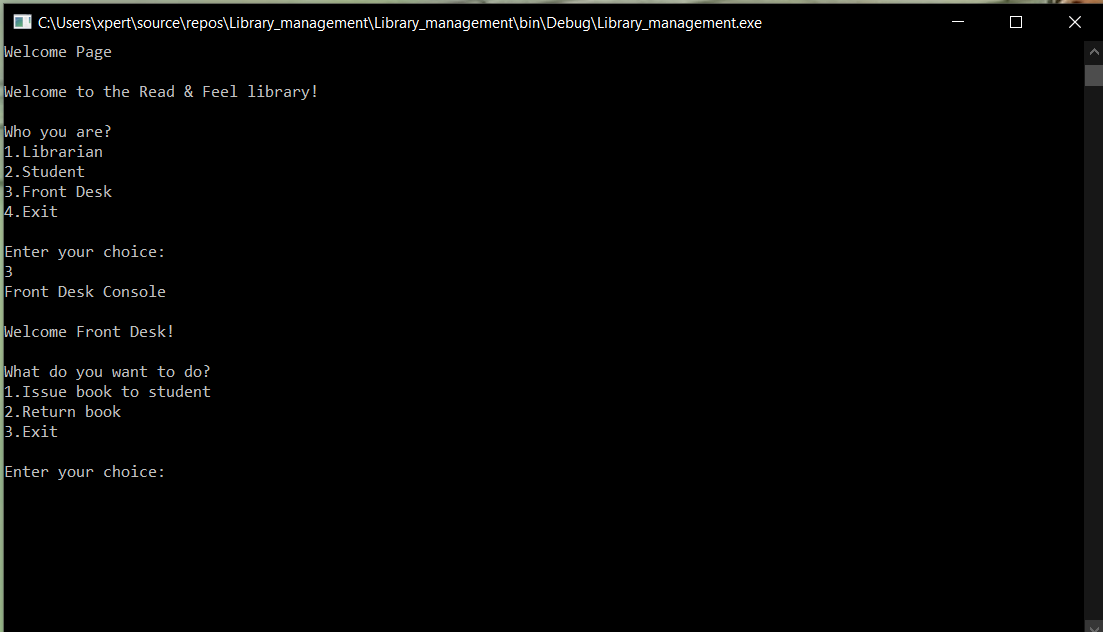 C:\Users\xpert\source\repos\Library_management\Library_management\bin\Debug\Library_management.exe
Welcome Page
Welcome to the Read & Feel library!
Who you are?
1.Librarian
2.Student
3.Front Desk
4.Exit
Enter your choice:
3
Front Desk Console
Welcome Front Desk!
What do you want to do?
1.Issue book to student
2.Return book
3.Exit
Enter your choice: